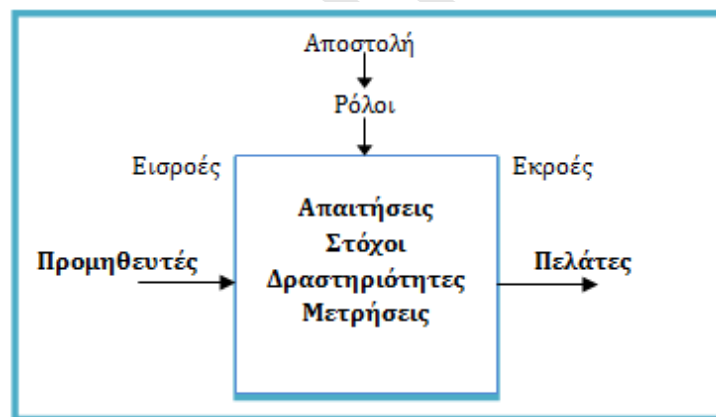 Αποστολή
Ρόλοι
Εισροές
Εκροές
Απαιτήσεις
Στόχοι
Προμηθευτές
Δραστηριότητες
Πελάτες
Μετρήσεις